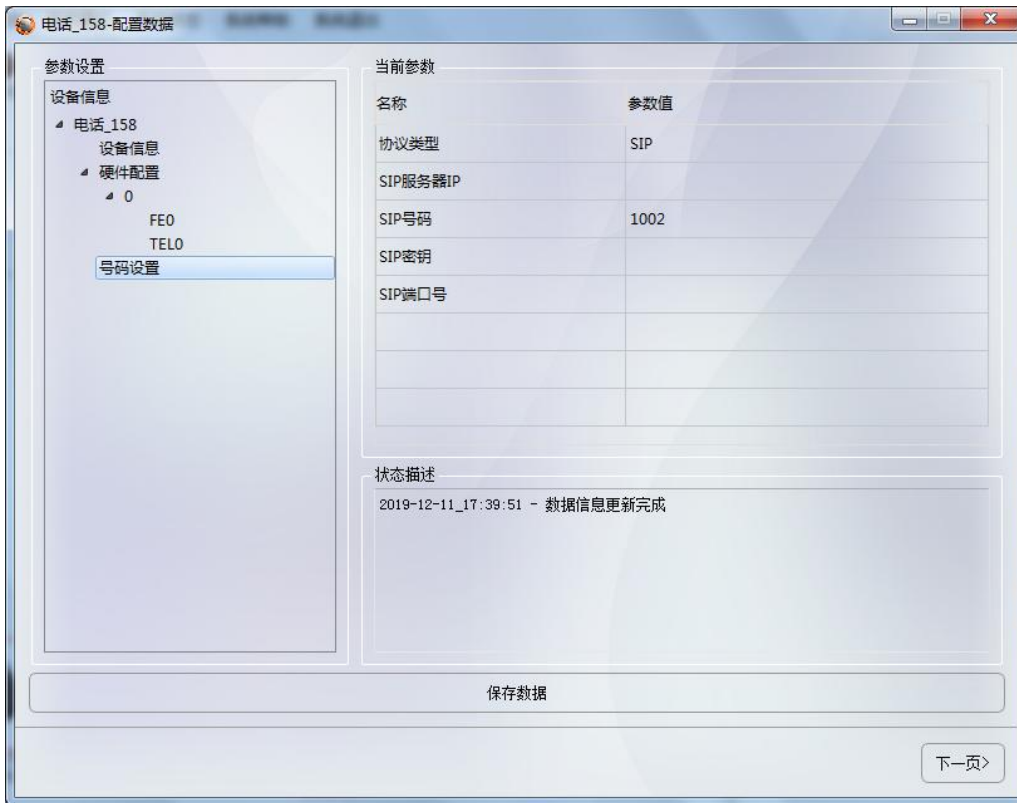 电话_158-配置数据
参数设置
设备信息
电话_158
设备信息
硬件配置
0
FE0
TEL0
号码设置
当前参数
名称 参数值
协议类型 SIP
SIP服务器IP
SIP号码 1002
SIP密钥
SIP端口号
状态描述
2019-12-11_17:39:51 - 数据信息更新完成
保存数据
下一页>